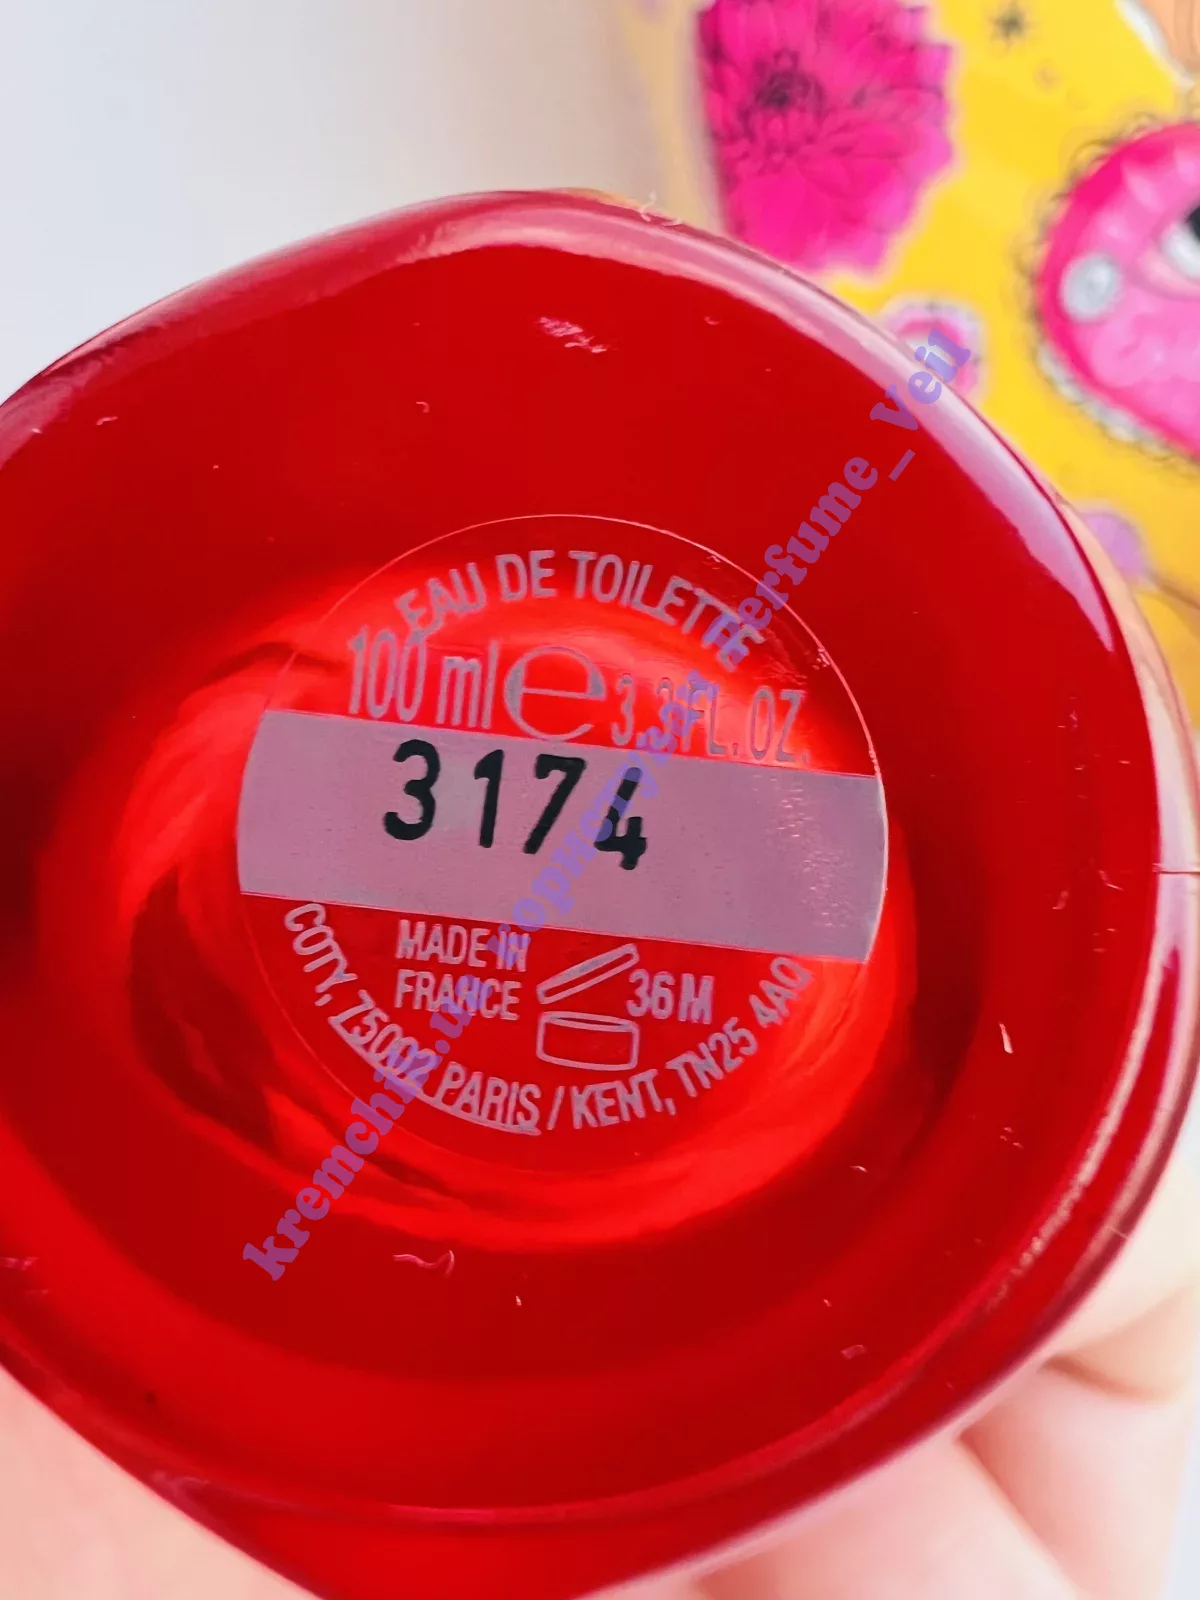 EAU DE TOILETTE
100 ml e 3.3 FL. OZ.
3174
MADE IN
FRANCE
36M
COTY, 75002 PARIS / KENT, TN25 4AQ